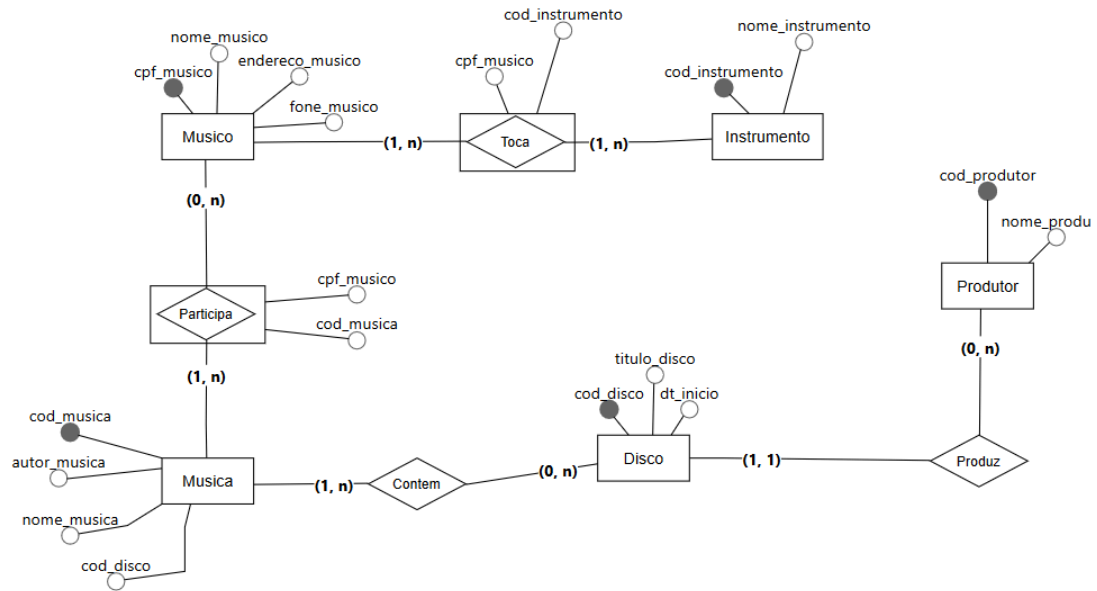 cod_instrumento
nome_musico
nome_instrumento
endereco_musico
cpf_musico
cpf_musico
cod_instrumento
fone_musico
Musico
(1, n)
Toca
(1, n)
Instrumento
cod_produtor
(0, n)
nome_produ
cpf_musico
Produtor
Participa
cod_musica
(0, n)
titulo_disco
(1, n)
cod_disco
dt_inicio
cod_musica
autor_musica
Disco
(1, 1)
Produz
Musica
(1, n)
Contem
(0, n)
nome_musica
cod_disco